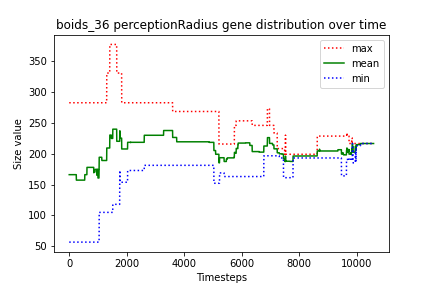 boids_36 perceptionRadius gene distribution over time
max
mean
min
Size value
350
300
250
200
150
100
50
0
2000
4000
6000
8000
10000
Timesteps